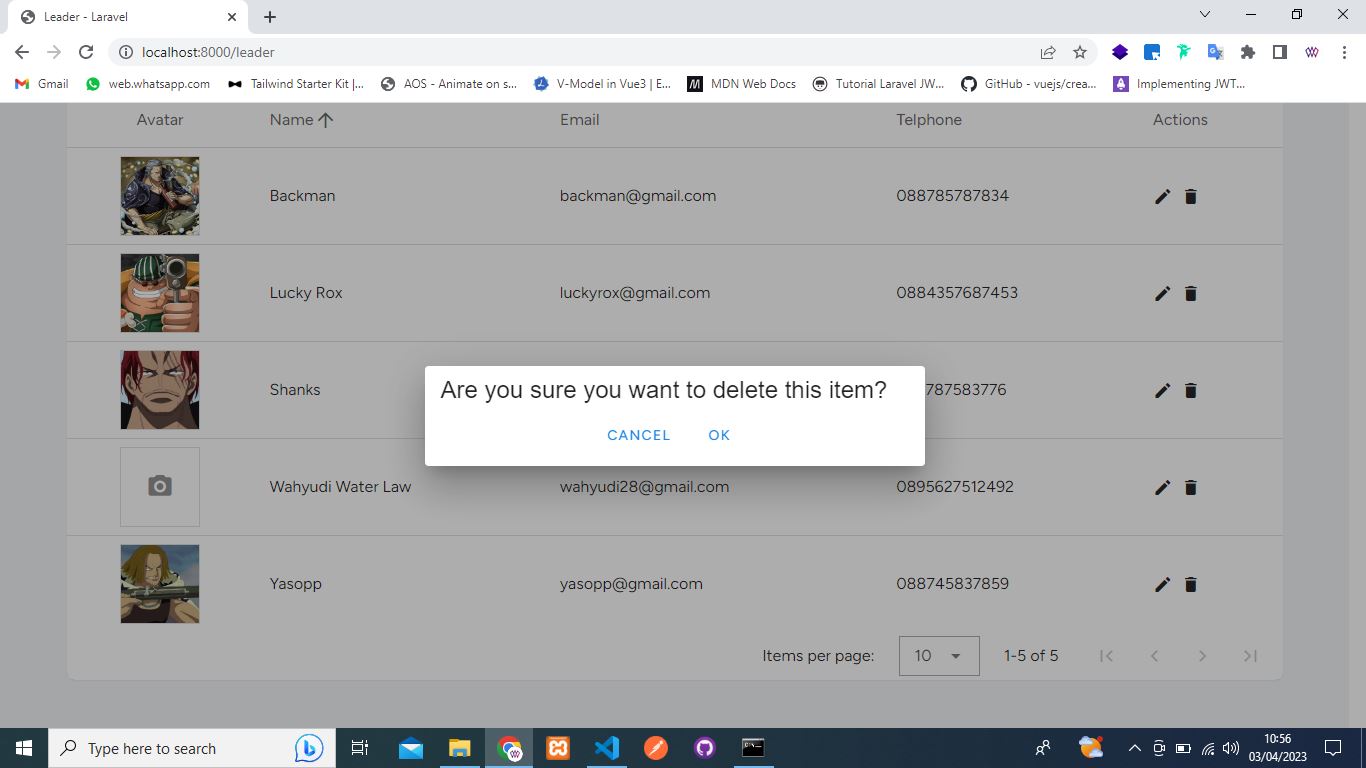 Leader - Laravel
localhost:8000/leader
Gmail web.whatsapp.com Tailwind Starter Kit |... AOS - Animate on s... V-Model in Vue3 | E... MDN Web Docs Tutorial Laravel JW... GitHub - vuejs/crea... Implementing JWT...
Avatar Name Email Telphone Actions
Backman backman@gmail.com 088785787834
Lucky Rox luckyrox@gmail.com 0884357687453
Shanks 787583776
Are you sure you want to delete this item?
CANCEL OK
Wahyudi Water Law wahyudi28@gmail.com 0895627512492
Yasopp yasopp@gmail.com 088745837859
Items per page: 10 1-5 of 5
Type here to search
10:56
03/04/2023